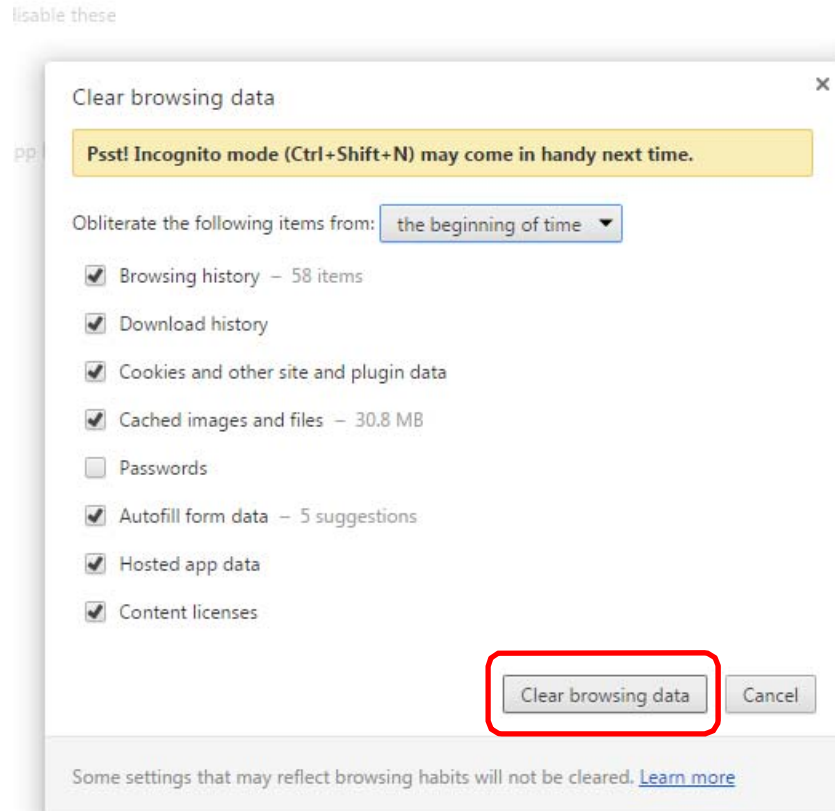 disable these
Clear browsing data
Psst! Incognito mode (Ctrl+Shift+N) may come in handy next time.
Obliterate the following items from: the beginning of time
Browsing history – 58 items
Download history
Cookies and other site and plugin data
Cached images and files – 30.8 MB
Passwords
Autofill form data – 5 suggestions
Hosted app data
Content licenses
Clear browsing data Cancel
Some settings that may reflect browsing habits will not be cleared. Learn more